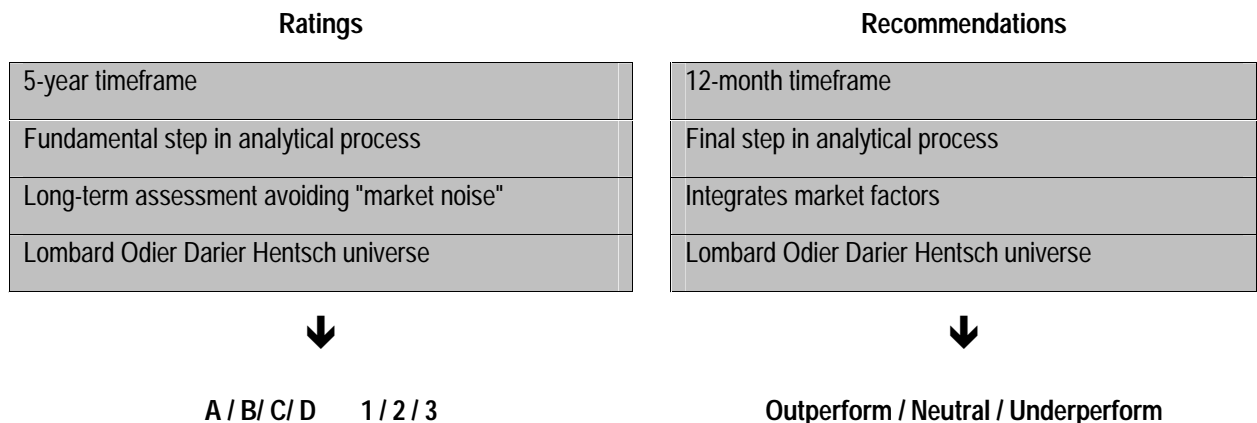 Ratings
5-year timeframe
Fundamental step in analytical process
Long-term assessment avoiding "market noise"
Lombard Odier Darier Hentsch universe
A / B/ C/ D 1 / 2 / 3
Recommendations
12-month timeframe
Final step in analytical process
Integrates market factors
Lombard Odier Darier Hentsch universe
Outperform / Neutral / Underperform